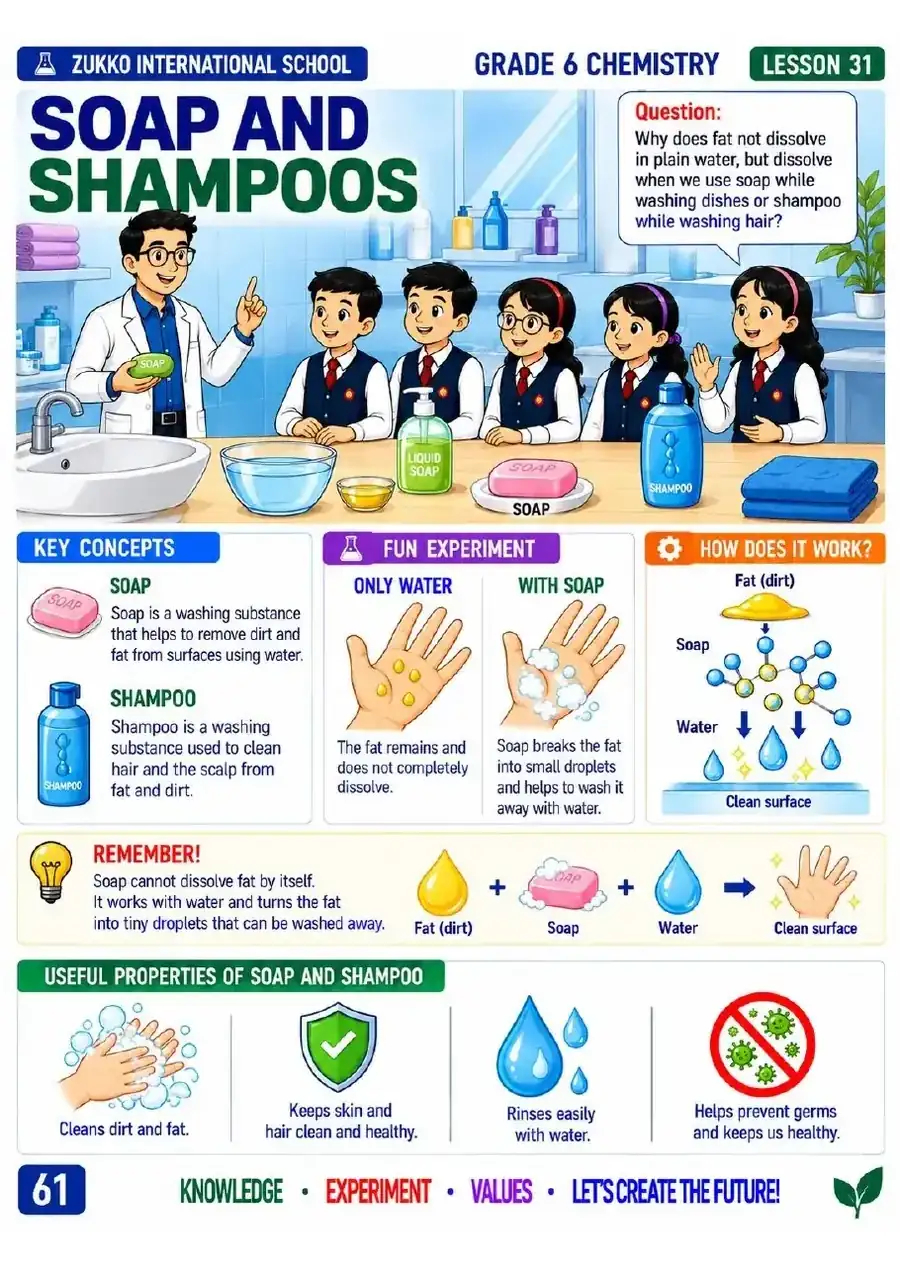 ZUKKO INTERNATIONAL SCHOOL
GRADE 6 CHEMISTRY
LESSON 31
SOAP AND
SHAMPOOS
Question:
Why does fat not dissolve
in plain water, but dissolve
when we use soap while
washing dishes or shampoo
while washing hair?
SOAP
LIQUID
SOAP
SOAP
SOAP
SHAMPOO
KEY CONCEPTS
SOAP
SOAP
Soap is a washing substance
that helps to remove dirt and
fat from surfaces using water.
SHAMPOO
SHAMPOO
Shampoo is a washing
substance used to clean
hair and the scalp from
fat and dirt.
FUN EXPERIMENT
ONLY WATER
The fat remains and
does not completely
dissolve.
WITH SOAP
Soap breaks the fat
into small droplets
and helps to wash it
away with water.
HOW DOES IT WORK?
Fat (dirt)
Soap
Water
Clean surface
REMEMBER!
Soap cannot dissolve fat by itself.
It works with water and turns the fat
into tiny droplets that can be washed away.
Fat (dirt)
+
SOAP
Soap
+
Water
Clean surface
USEFUL PROPERTIES OF SOAP AND SHAMPOO
Cleans dirt and fat.
Keeps skin and
hair clean and healthy.
Rinses easily
with water.
Helps prevent germs
and keeps us healthy.
61
KNOWLEDGE • EXPERIMENT • VALUES • LET'S CREATE THE FUTURE!